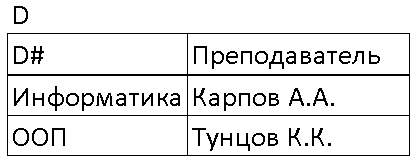 D
D# Преподаватель
Информатика Карпов А.А.
ООП Тунцов К.К.